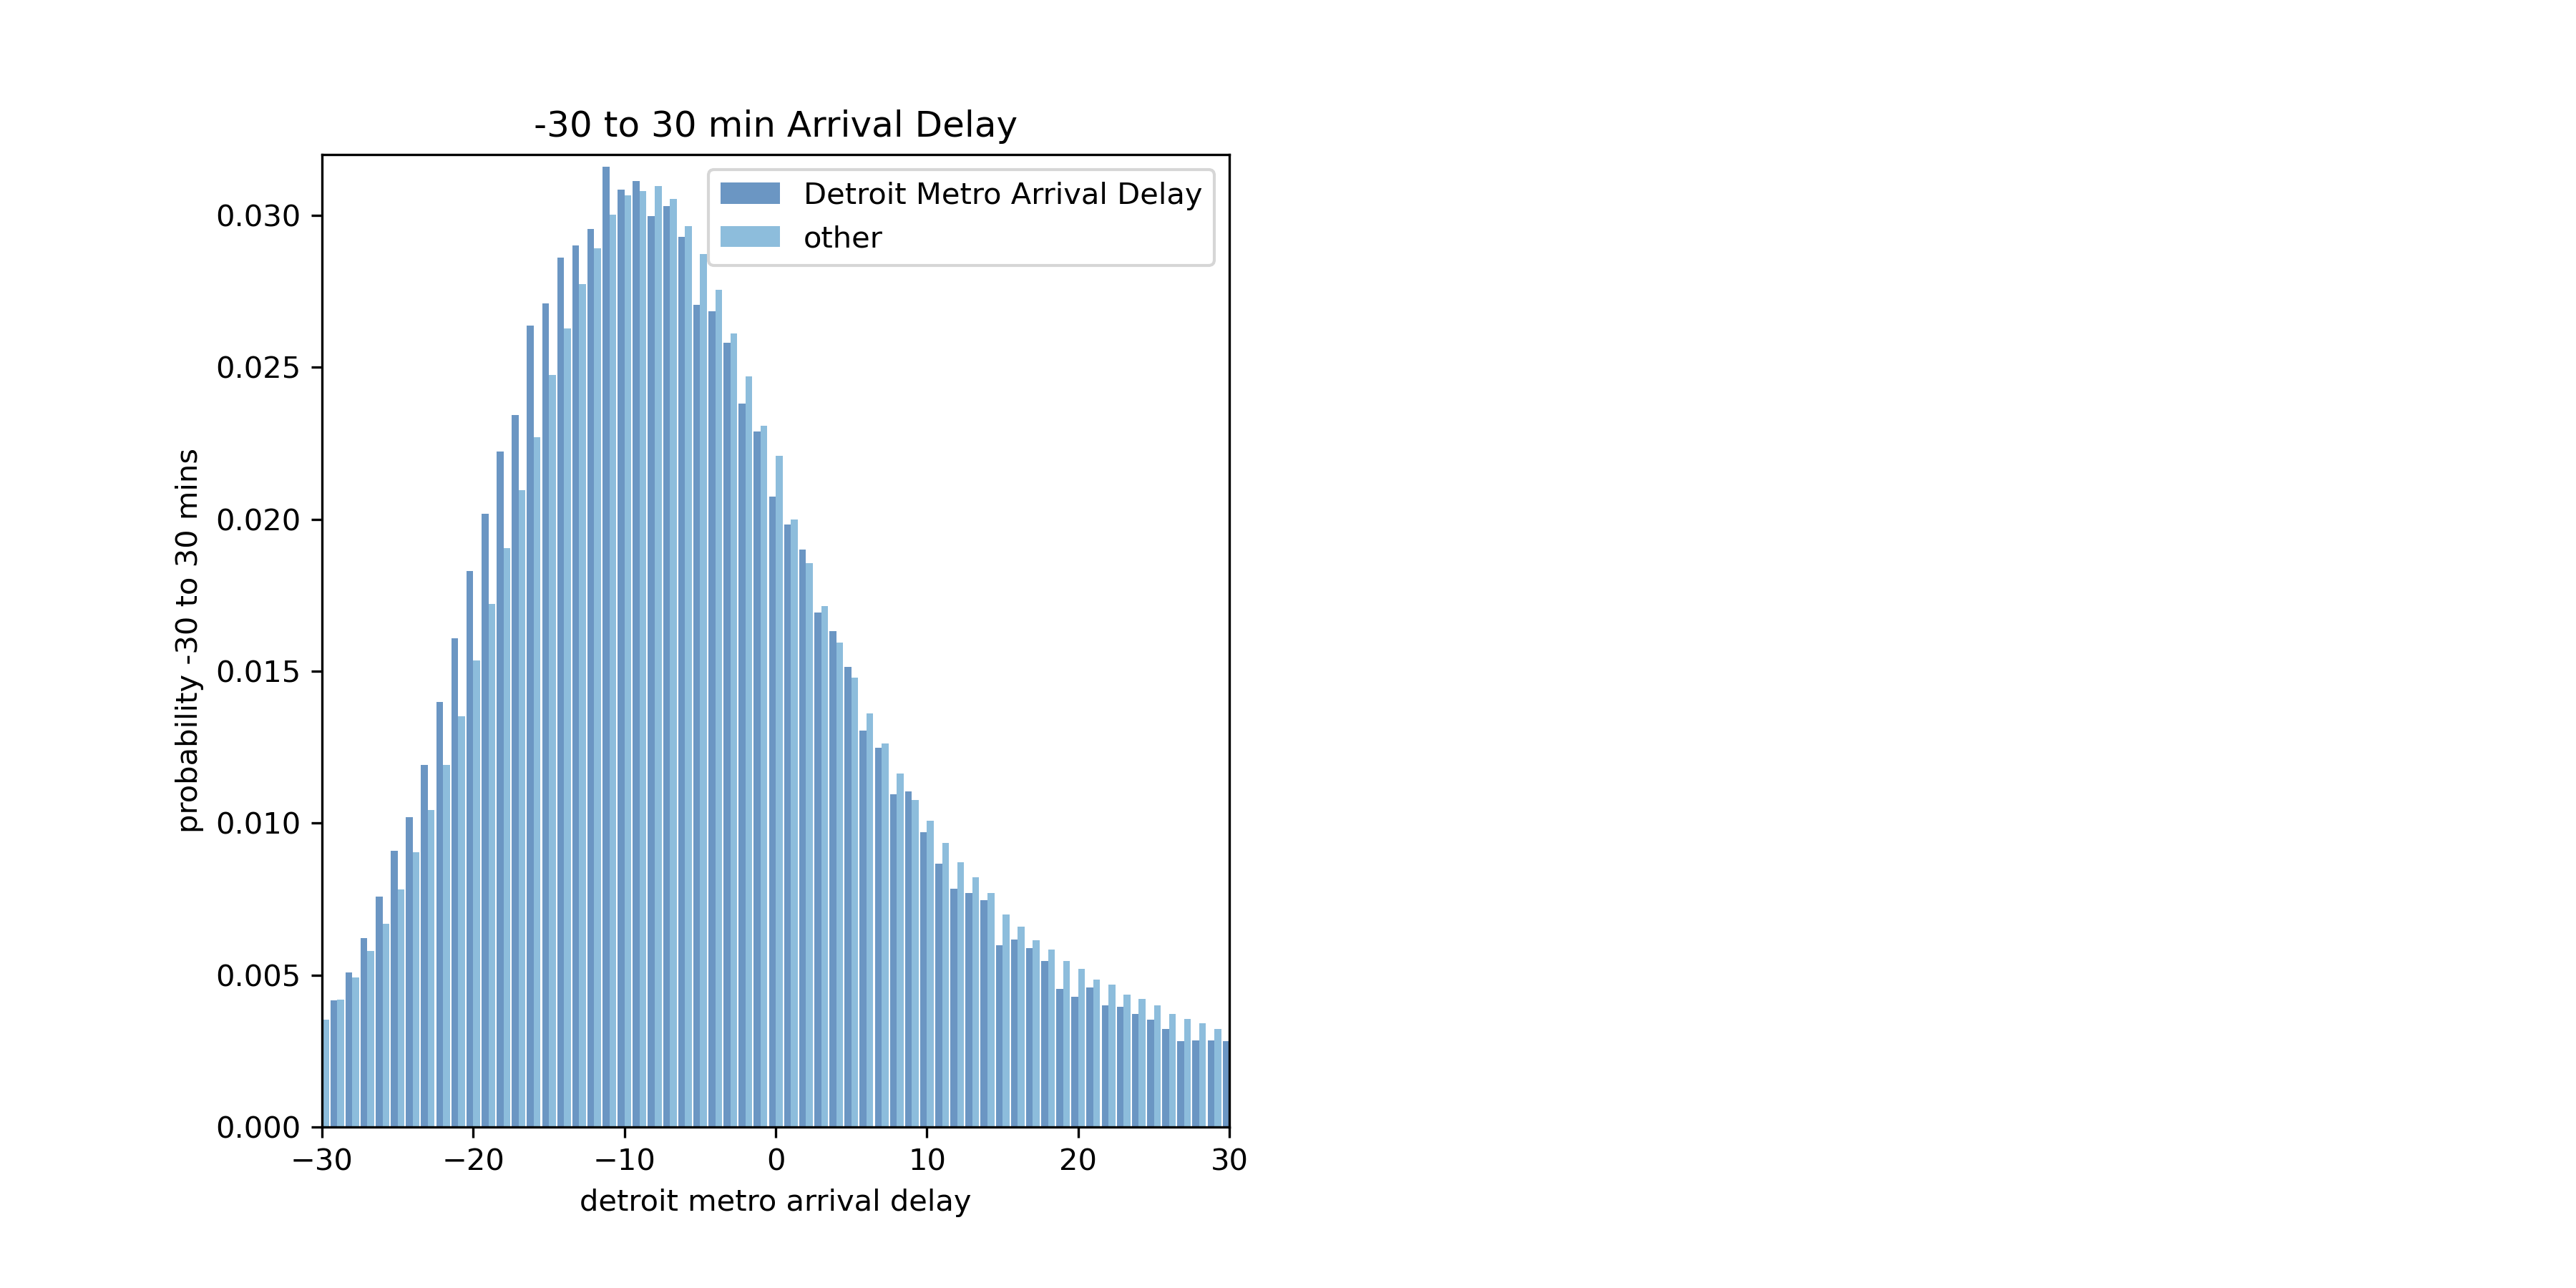 -30 to 30 min Arrival Delay
Detroit Metro Arrival Delay
other
probability -30 to 30 mins
0.030
0.025
0.020
0.015
0.010
0.005
0.000
−30 −20 −10 0 10 20 30
detroit metro arrival delay